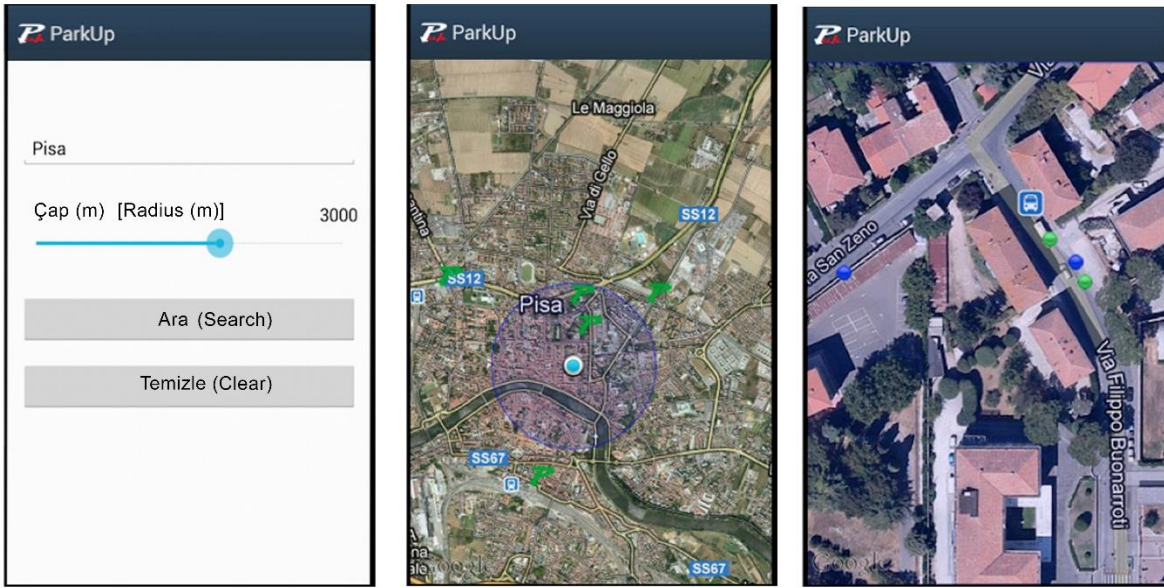 ParkUp
Pisa
Çap (m) [Radius (m)]
3000
Ara (Search)
Temizle (Clear)
ParkUp
Le Maggiola
Via di Gello
SS12
SS12
Pisa
SS67
SS67
Google
ParkUp
Via San Zeno
Via Filippo Buonarroti
Google